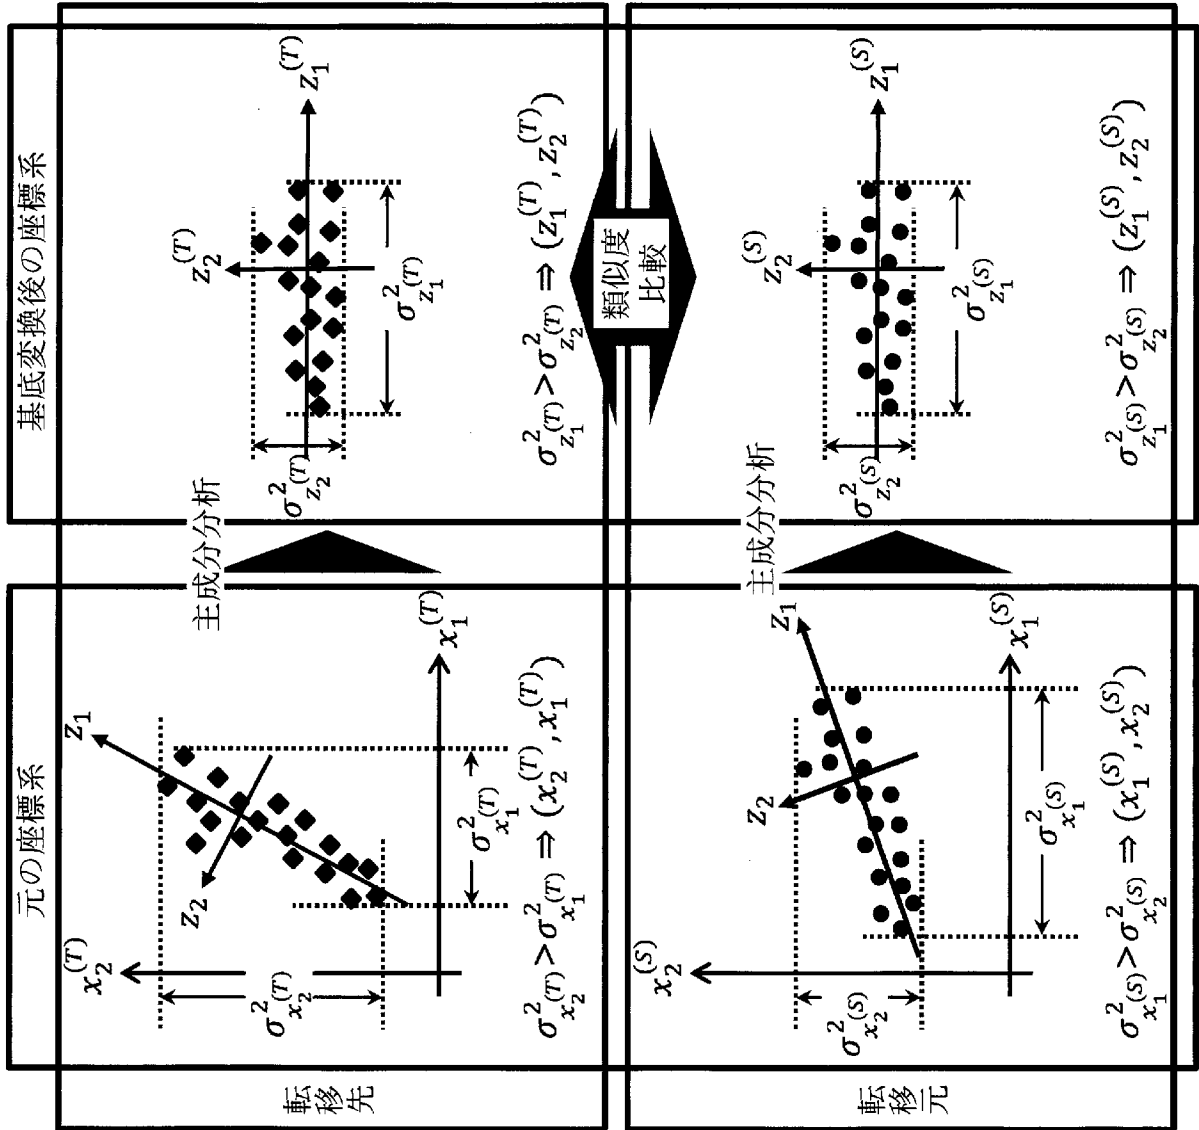 元の座標系
基底変換後の座標系
転移先
x_2^{(T)}
z_1
z_2
σ^2_{x_2^{(T)}}
σ^2_{x_1^{(T)}}
x_1^{(T)}
σ^2_{x_2^{(T)}}>σ^2_{x_1^{(T)}} ⇒ (x_2^{(T)}, x_1^{(T)})
主成分分析
z_2^{(T)}
z_1^{(T)}
σ^2_{z_2^{(T)}}
σ^2_{z_1^{(T)}}
σ^2_{z_1^{(T)}}>σ^2_{z_2^{(T)}} ⇒ (z_1^{(T)}, z_2^{(T)})
類似度
比較
転移元
x_2^{(S)}
z_1
z_2
σ^2_{x_2^{(S)}}
σ^2_{x_1^{(S)}}
x_1^{(S)}
σ^2_{x_1^{(S)}}>σ^2_{x_2^{(S)}} ⇒ (x_1^{(S)}, x_2^{(S)})
主成分分析
z_2^{(S)}
z_1^{(S)}
σ^2_{z_2^{(S)}}
σ^2_{z_1^{(S)}}
σ^2_{z_1^{(S)}}>σ^2_{z_2^{(S)}} ⇒ (z_1^{(S)}, z_2^{(S)})